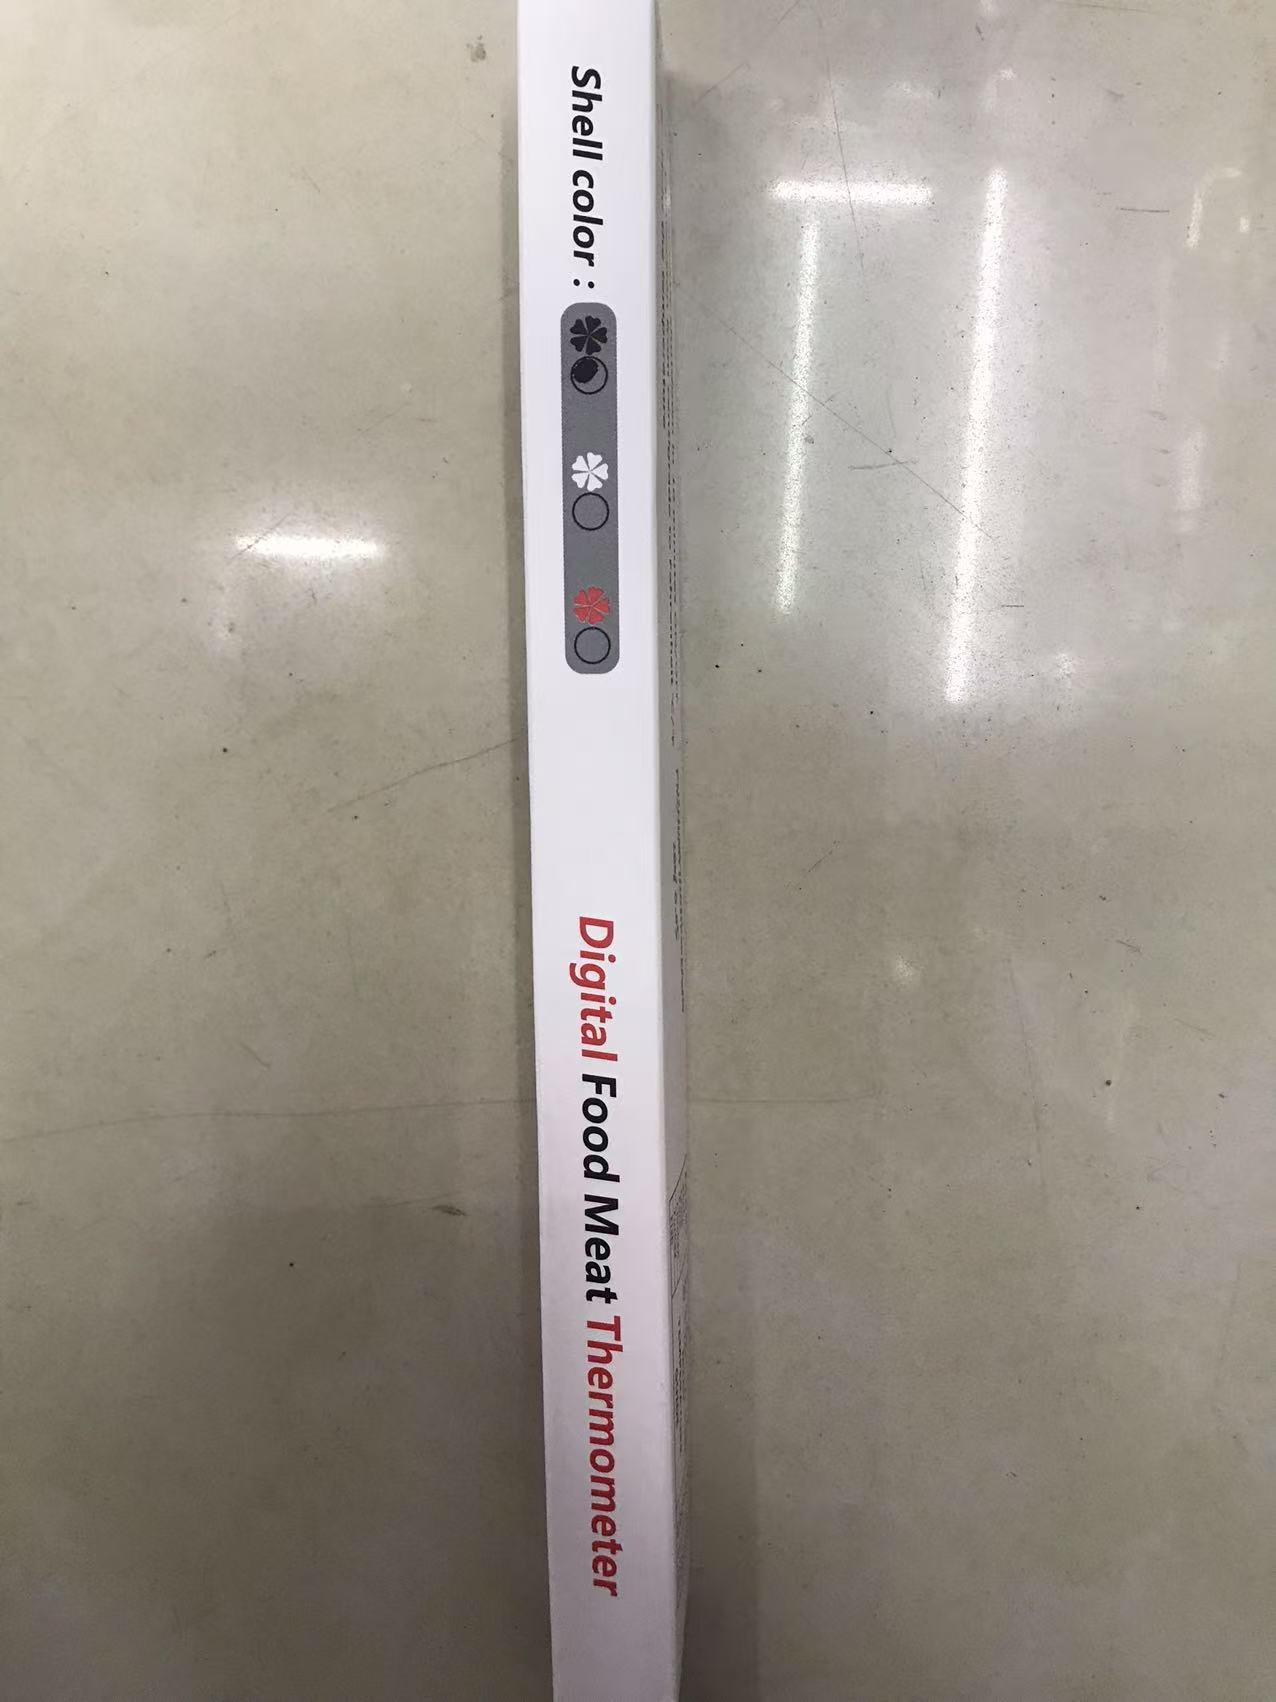 Shell color :
Digital Food Meat Thermometer